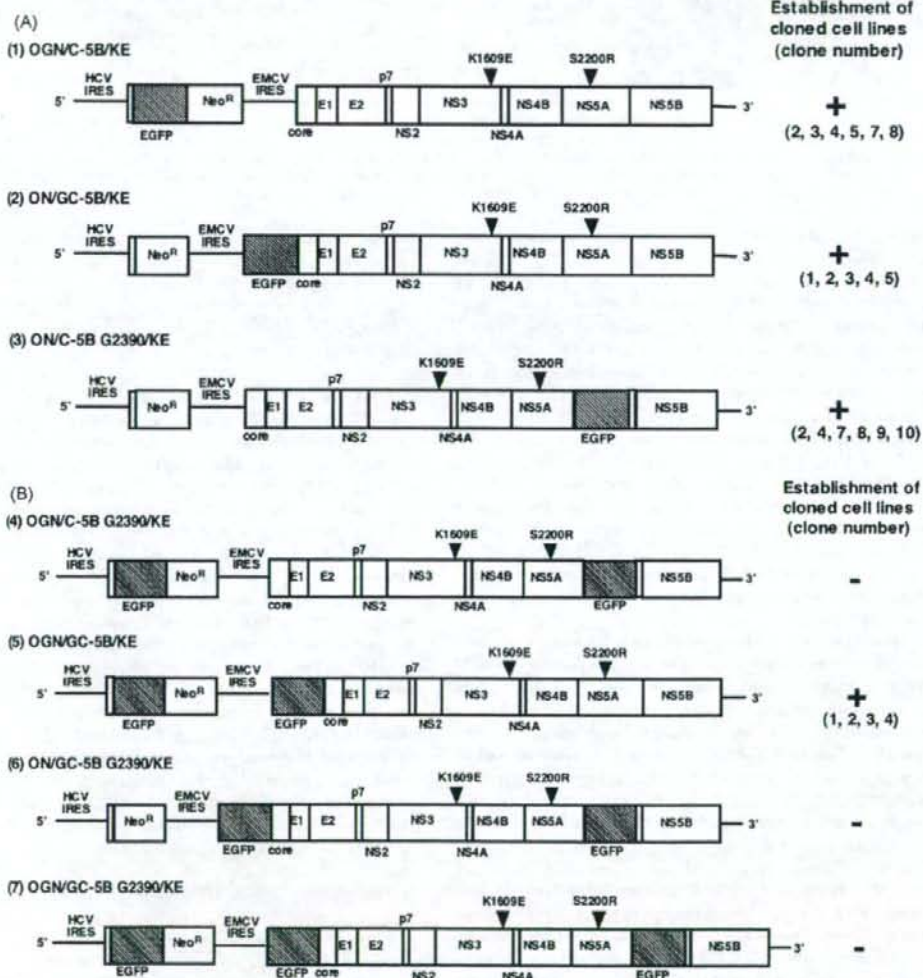 (A)
Establishment of
cloned cell lines
(clone number)
(1) OGN/C-5B/KE
K1609E S2200R
HCV IRES EMCV IRES p7
5' Neo^R E1 E2 NS3 NS4B NS5A NS5B 3'
EGFP core NS2 NS4A
+
(2, 3, 4, 5, 7, 8)
(2) ON/GC-5B/KE
K1609E S2200R
HCV IRES EMCV IRES p7
5' Neo^R E1 E2 NS3 NS4B NS5A NS5B 3'
EGFP core NS2 NS4A
+
(1, 2, 3, 4, 5)
(3) ON/C-5B G2390/KE
K1609E S2200R
HCV IRES EMCV IRES p7
5' Neo^R E1 E2 NS3 NS4B NS5A NS5B 3'
core NS2 NS4A EGFP
+
(2, 4, 7, 8, 9, 10)
(B)
Establishment of
cloned cell lines
(clone number)
(4) OGN/C-5B G2390/KE
K1609E S2200R
HCV IRES EMCV IRES p7
5' Neo^R E1 E2 NS3 NS4B NS5A NS5B 3'
EGFP core NS2 NS4A EGFP
-
(5) OGN/GC-5B/KE
K1609E S2200R
HCV IRES EMCV IRES p7
5' Neo^R E1 E2 NS3 NS4B NS5A NS5B 3'
EGFP EGFP core NS2 NS4A
+
(1, 2, 3, 4)
(6) ON/GC-5B G2390/KE
K1609E S2200R
HCV IRES EMCV IRES p7
5' Neo^R E1 E2 NS3 NS4B NS5A NS5B 3'
EGFP core NS2 NS4A EGFP
-
(7) OGN/GC-5B G2390/KE
K1609E S2200R
HCV IRES EMCV IRES p7
5' Neo^R E1 E2 NS3 NS4B NS5A NS5B 3'
EGFP EGFP core NS2 NS4A EGFP
-